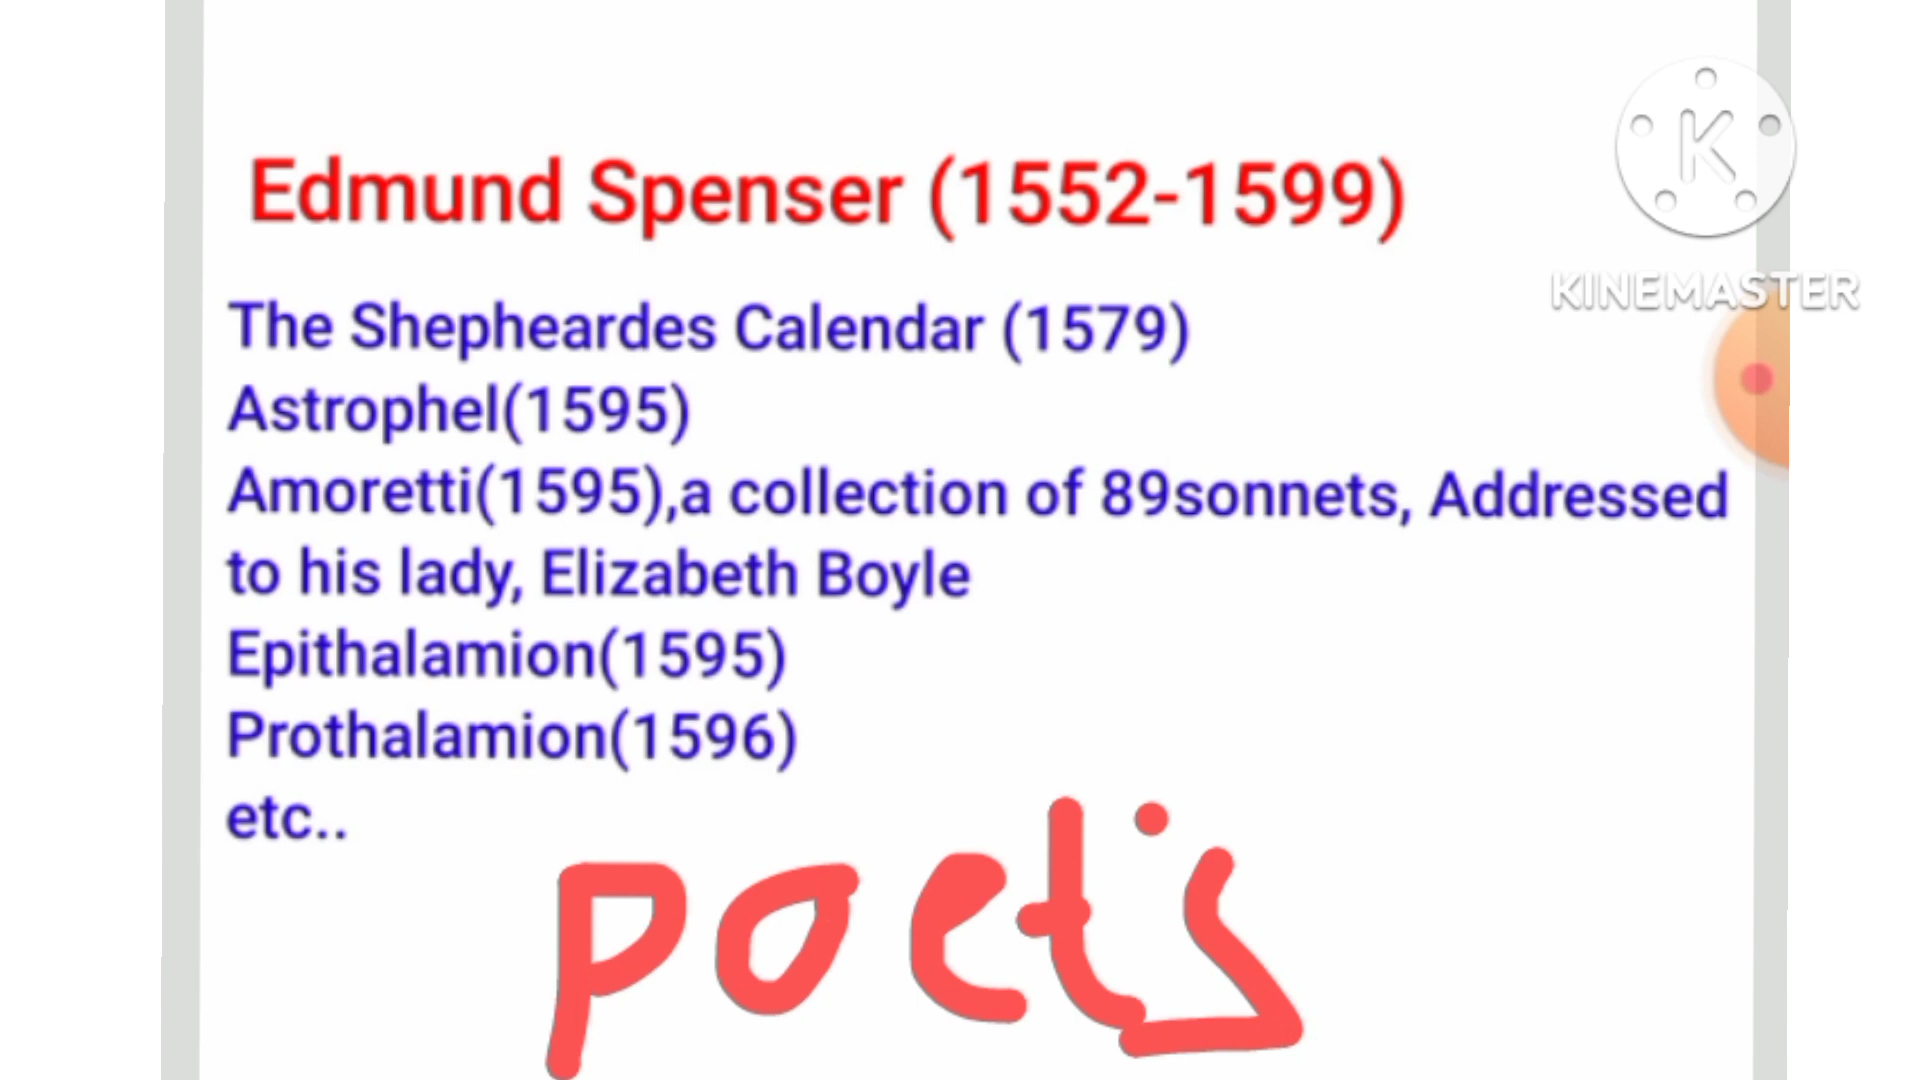 Edmund Spenser (1552-1599)
K
KINEMASTER
The Shepheardes Calendar (1579)
Astrophel(1595)
Amoretti(1595),a collection of 89sonnets, Addressed
to his lady, Elizabeth Boyle
Epithalamion(1595)
Prothalamion(1596)
etc..
poet's